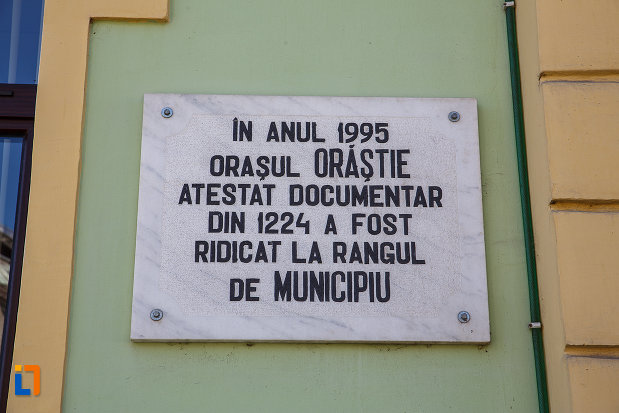 ÎN ANUL 1995
ORAŞUL ORĂŞTIE
ATESTAT DOCUMENTAR
DIN 1224 A FOST
RIDICAT LA RANGUL
DE MUNICIPIU